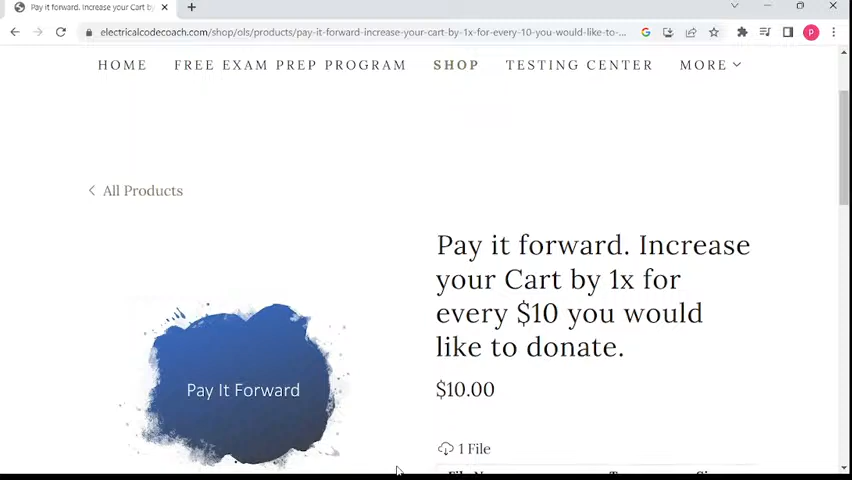 Pay it forward. Increase your Cart by
electricalcodecoach.com/shop/ols/products/pay-it-forward-increase-your-cart-by-1x-for-every-10-you-would-like-to-...
P
HOME FREE EXAM PREP PROGRAM SHOP TESTING CENTER MORE
All Products
Pay it forward. Increase
your Cart by 1x for
every $10 you would
like to donate.
$10.00
Pay It Forward
1 File